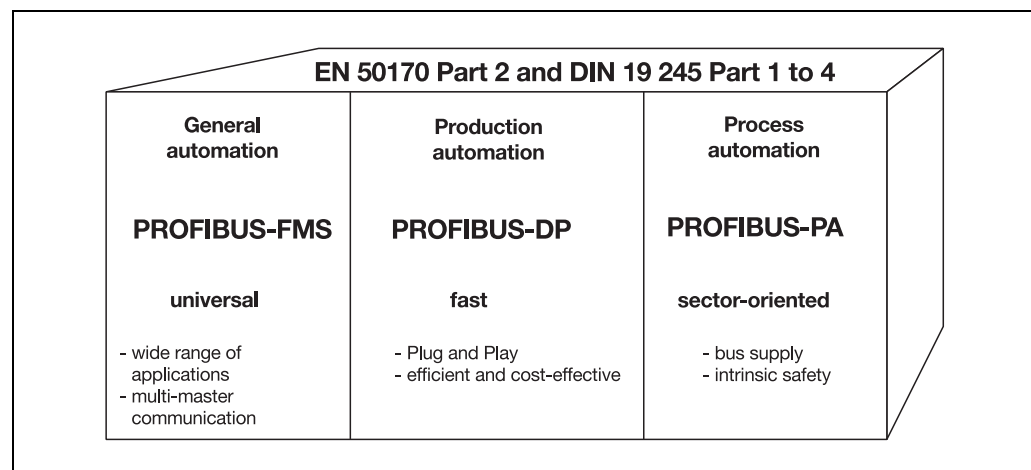 EN 50170 Part 2 and DIN 19 245 Part 1 to 4
General
automation
PROFIBUS-FMS
universal
- wide range of
applications
- multi-master
communication
Production
automation
PROFIBUS-DP
fast
- Plug and Play
- efficient and cost-effective
Process
automation
PROFIBUS-PA
sector-oriented
- bus supply
- intrinsic safety